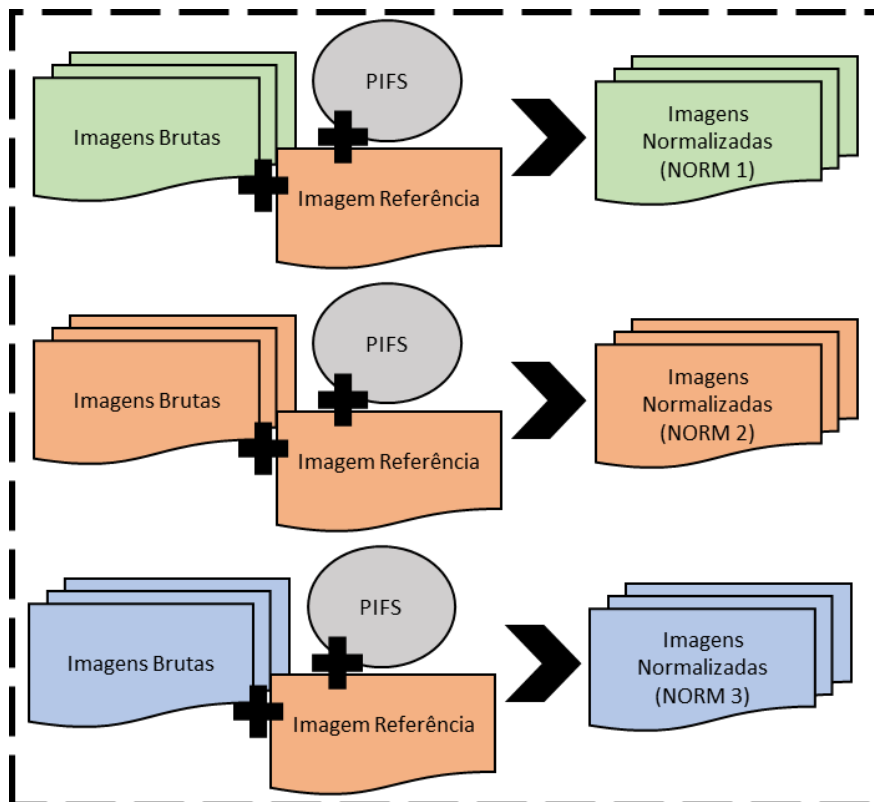 PIFS
Imagens Brutas
Imagem Referência
Imagens
Normalizadas
(NORM 1)
PIFS
Imagens Brutas
Imagem Referência
Imagens
Normalizadas
(NORM 2)
PIFS
Imagens Brutas
Imagem Referência
Imagens
Normalizadas
(NORM 3)